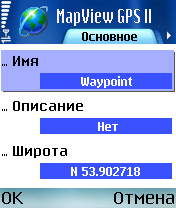 MapView GPS II
Основное
... Имя
Waypoint
... Описание
Нет
... Широта
N 53.902718
OK Отмена